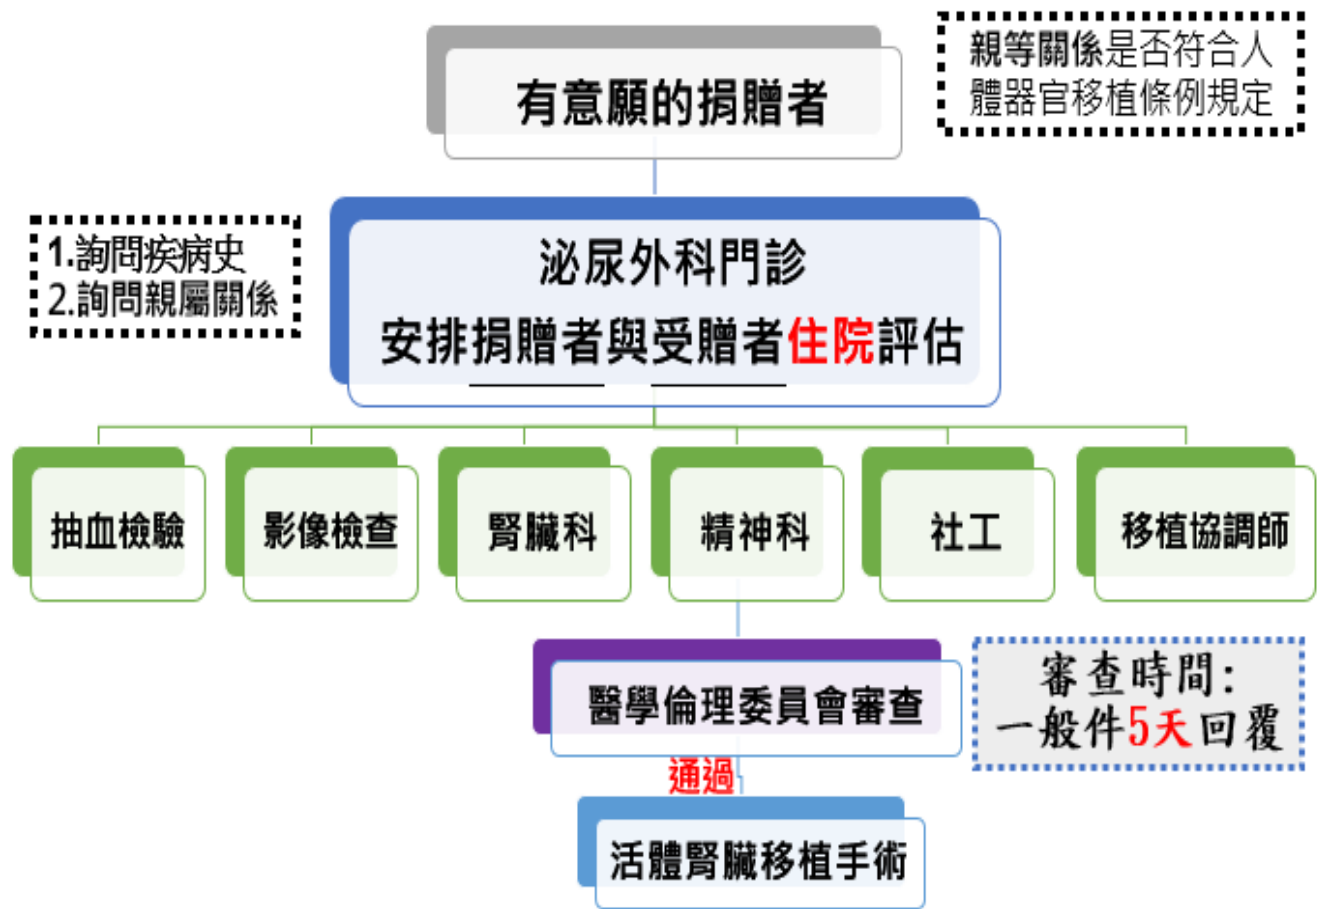 有意願的捐贈者
親等關係是否符合人
體器官移植條例規定
1.詢問疾病史
2.詢問親屬關係
泌尿外科門診
安排捐贈者與受贈者住院評估
抽血檢驗
影像檢查
腎臟科
精神科
社工
移植協調師
醫學倫理委員會審查
審查時間:
一般件5天回覆
通過
活體腎臟移植手術